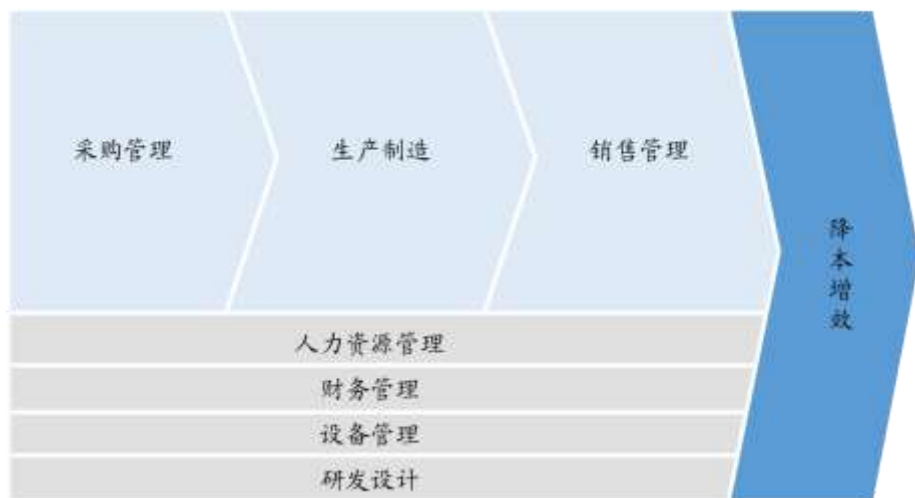 采购管理
生产制造
销售管理
降本增效
人力资源管理
财务管理
设备管理
研发设计